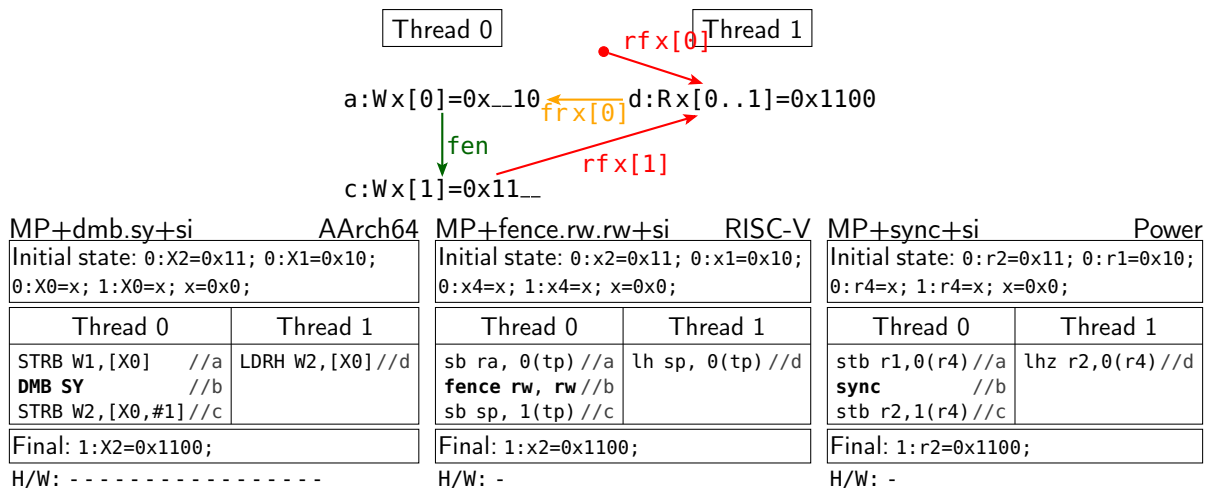 Thread 0 Thread 1
rf x[0]
a:W x[0]=0x__10 d:R x[0..1]=0x1100
fr x[0]
fen
rf x[1]
c:W x[1]=0x11__
MP+dmb.sy+si AArch64
Initial state: 0:X2=0x11; 0:X1=0x10;
0:X0=x; 1:X0=x; x=0x0;
Thread 0 Thread 1
STRB W1,[X0] //a LDRH W2,[X0]//d
DMB SY //b
STRB W2,[X0,#1]//c
Final: 1:X2=0x1100;
H/W: - - - - - - - - - - - - - - - - -
MP+fence.rw.rw+si RISC-V
Initial state: 0:x2=0x11; 0:x1=0x10;
0:x4=x; 1:x4=x; x=0x0;
Thread 0 Thread 1
sb ra, 0(tp)//a lh sp, 0(tp)//d
fence rw, rw//b
sb sp, 1(tp)//c
Final: 1:x2=0x1100;
H/W: -
MP+sync+si Power
Initial state: 0:r2=0x11; 0:r1=0x10;
0:r4=x; 1:r4=x; x=0x0;
Thread 0 Thread 1
stb r1,0(r4)//a lhz r2,0(r4)//d
sync //b
stb r2,1(r4)//c
Final: 1:r2=0x1100;
H/W: -